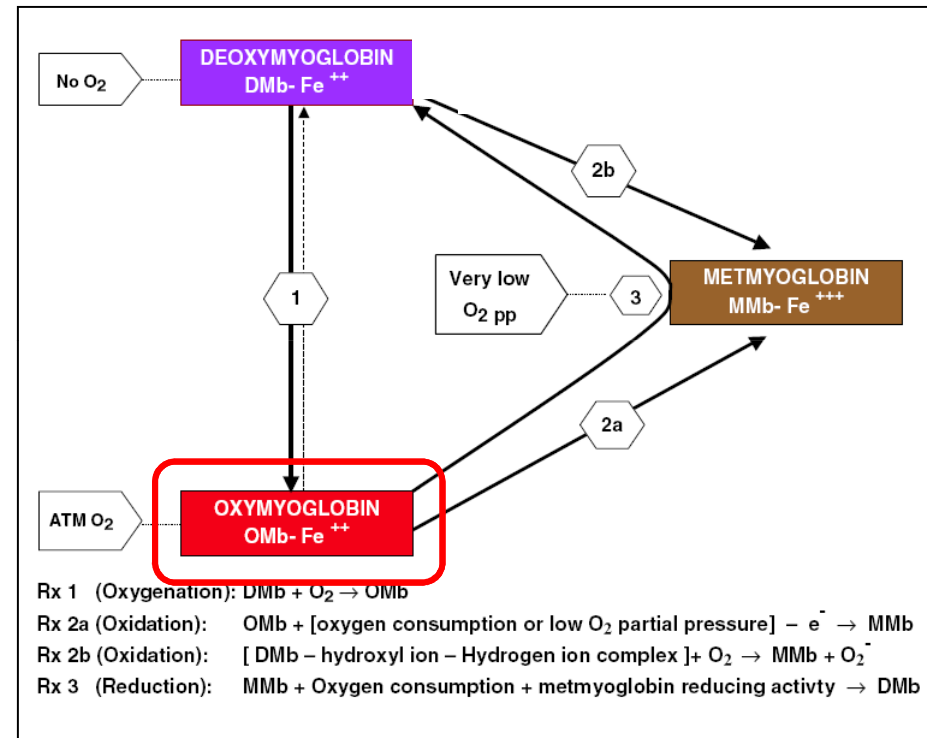 DEOXYMYOGLOBIN
DMb- Fe ++
No O2
2b
METMYOGLOBIN
MMb- Fe +++
Very low
O2 pp
3
1
2a
OXYMYOGLOBIN
OMb- Fe ++
ATM O2
Rx 1 (Oxygenation): DMb + O2 → OMb
Rx 2a (Oxidation): OMb + [oxygen consumption or low O2 partial pressure] – e- → MMb
Rx 2b (Oxidation): [ DMb – hydroxyl ion – Hydrogen ion complex ]+ O2 → MMb + O2-
Rx 3 (Reduction): MMb + Oxygen consumption + metmyoglobin reducing activty → DMb